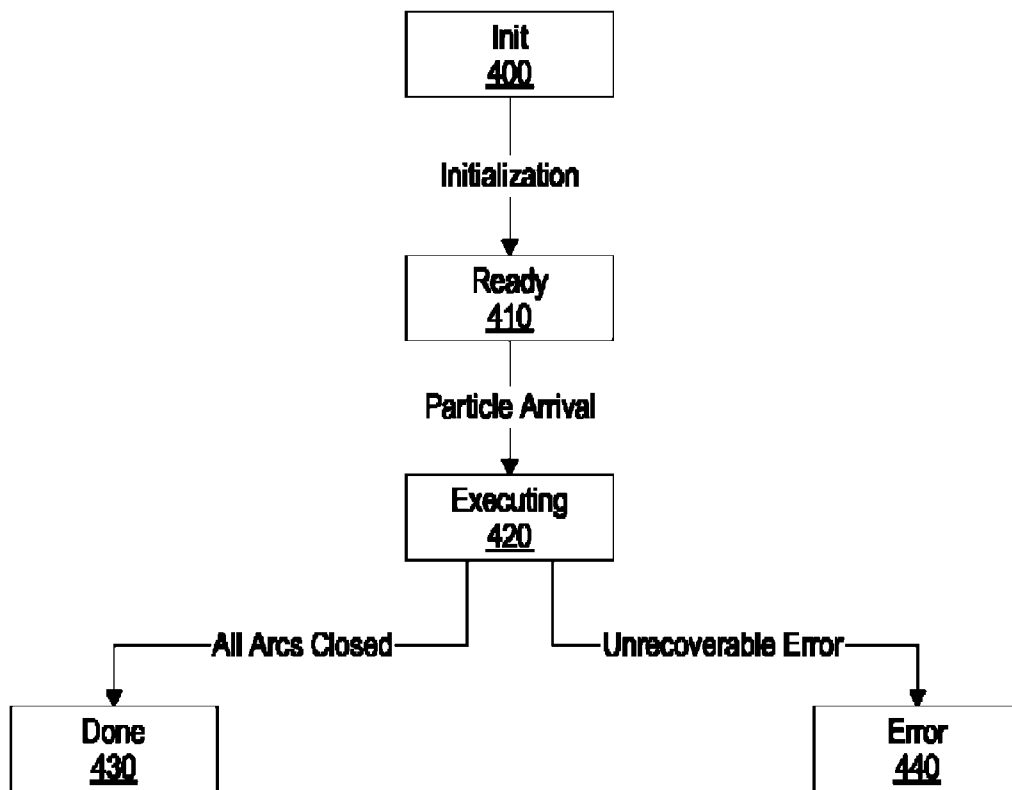 Init
400
Initialization
Ready
410
Particle Arrival
Executing
420
All Arcs Closed
Unrecoverable Error
Done
430
Error
440